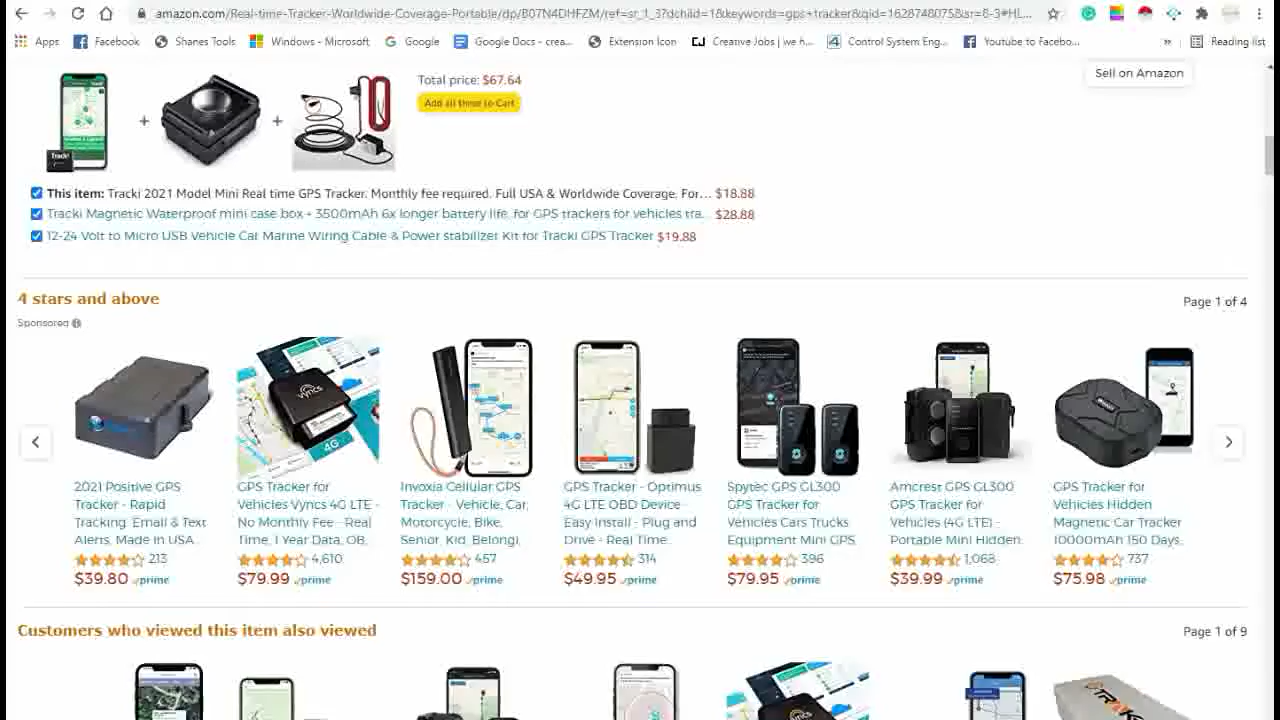 amazon.com/Real-time-Tracker-Worldwide-Coverage-Portable/dp/B07N4DHFZM/ref=sr_1_3?dchild=1&keywords=gps+tracker&qid=1628748075&sr=8-3#HL...
Apps Facebook Shanes Tools Windows - Microsoft Google Google Docs - crea... Extension Icon Creative Jobs | we h... Control System Eng... Youtube to Facebo... » Reading list
Sell on Amazon
Total price: $67.64
Add all three to Cart
+ +
Tracki
This item: Tracki 2021 Model Mini Real time GPS Tracker. Monthly fee required. Full USA & Worldwide Coverage. For... $18.88
Tracki Magnetic Waterproof mini case box + 3500mAh 6x longer battery life, for GPS trackers for vehicles tra... $28.88
12-24 Volt to Micro USB Vehicle Car Marine Wiring Cable & Power stabilizer Kit for Tracki GPS Tracker $19.88
4 stars and above
Page 1 of 4
Sponsored
vyncs
4G
2021 Positive GPS
Tracker - Rapid
Tracking. Email & Text
Alerts, Made in USA...
213
$39.80 prime
GPS Tracker for
Vehicles Vyncs 4G LTE -
No Monthly Fee - Real
Time, 1 Year Data, OB...
4,610
$79.99 prime
Invoxia Cellular GPS
Tracker - Vehicle, Car,
Motorcycle, Bike,
Senior, Kid, Belongi...
457
$159.00 prime
GPS Tracker - Optimus
4G LTE OBD Device -
Easy Install - Plug and
Drive - Real Time...
314
$49.95 prime
Spytec GPS GL300
GPS Tracker for
Vehicles Cars Trucks
Equipment Mini GPS...
396
$79.95 prime
Amcrest GPS GL300
GPS Tracker for
Vehicles (4G LTE) -
Portable Mini Hidden...
1,068
$39.99 prime
GPS Tracker for
Vehicles Hidden
Magnetic Car Tracker
10000mAh 150 Days...
737
$75.98 prime
Customers who viewed this item also viewed
Page 1 of 9
vyncs